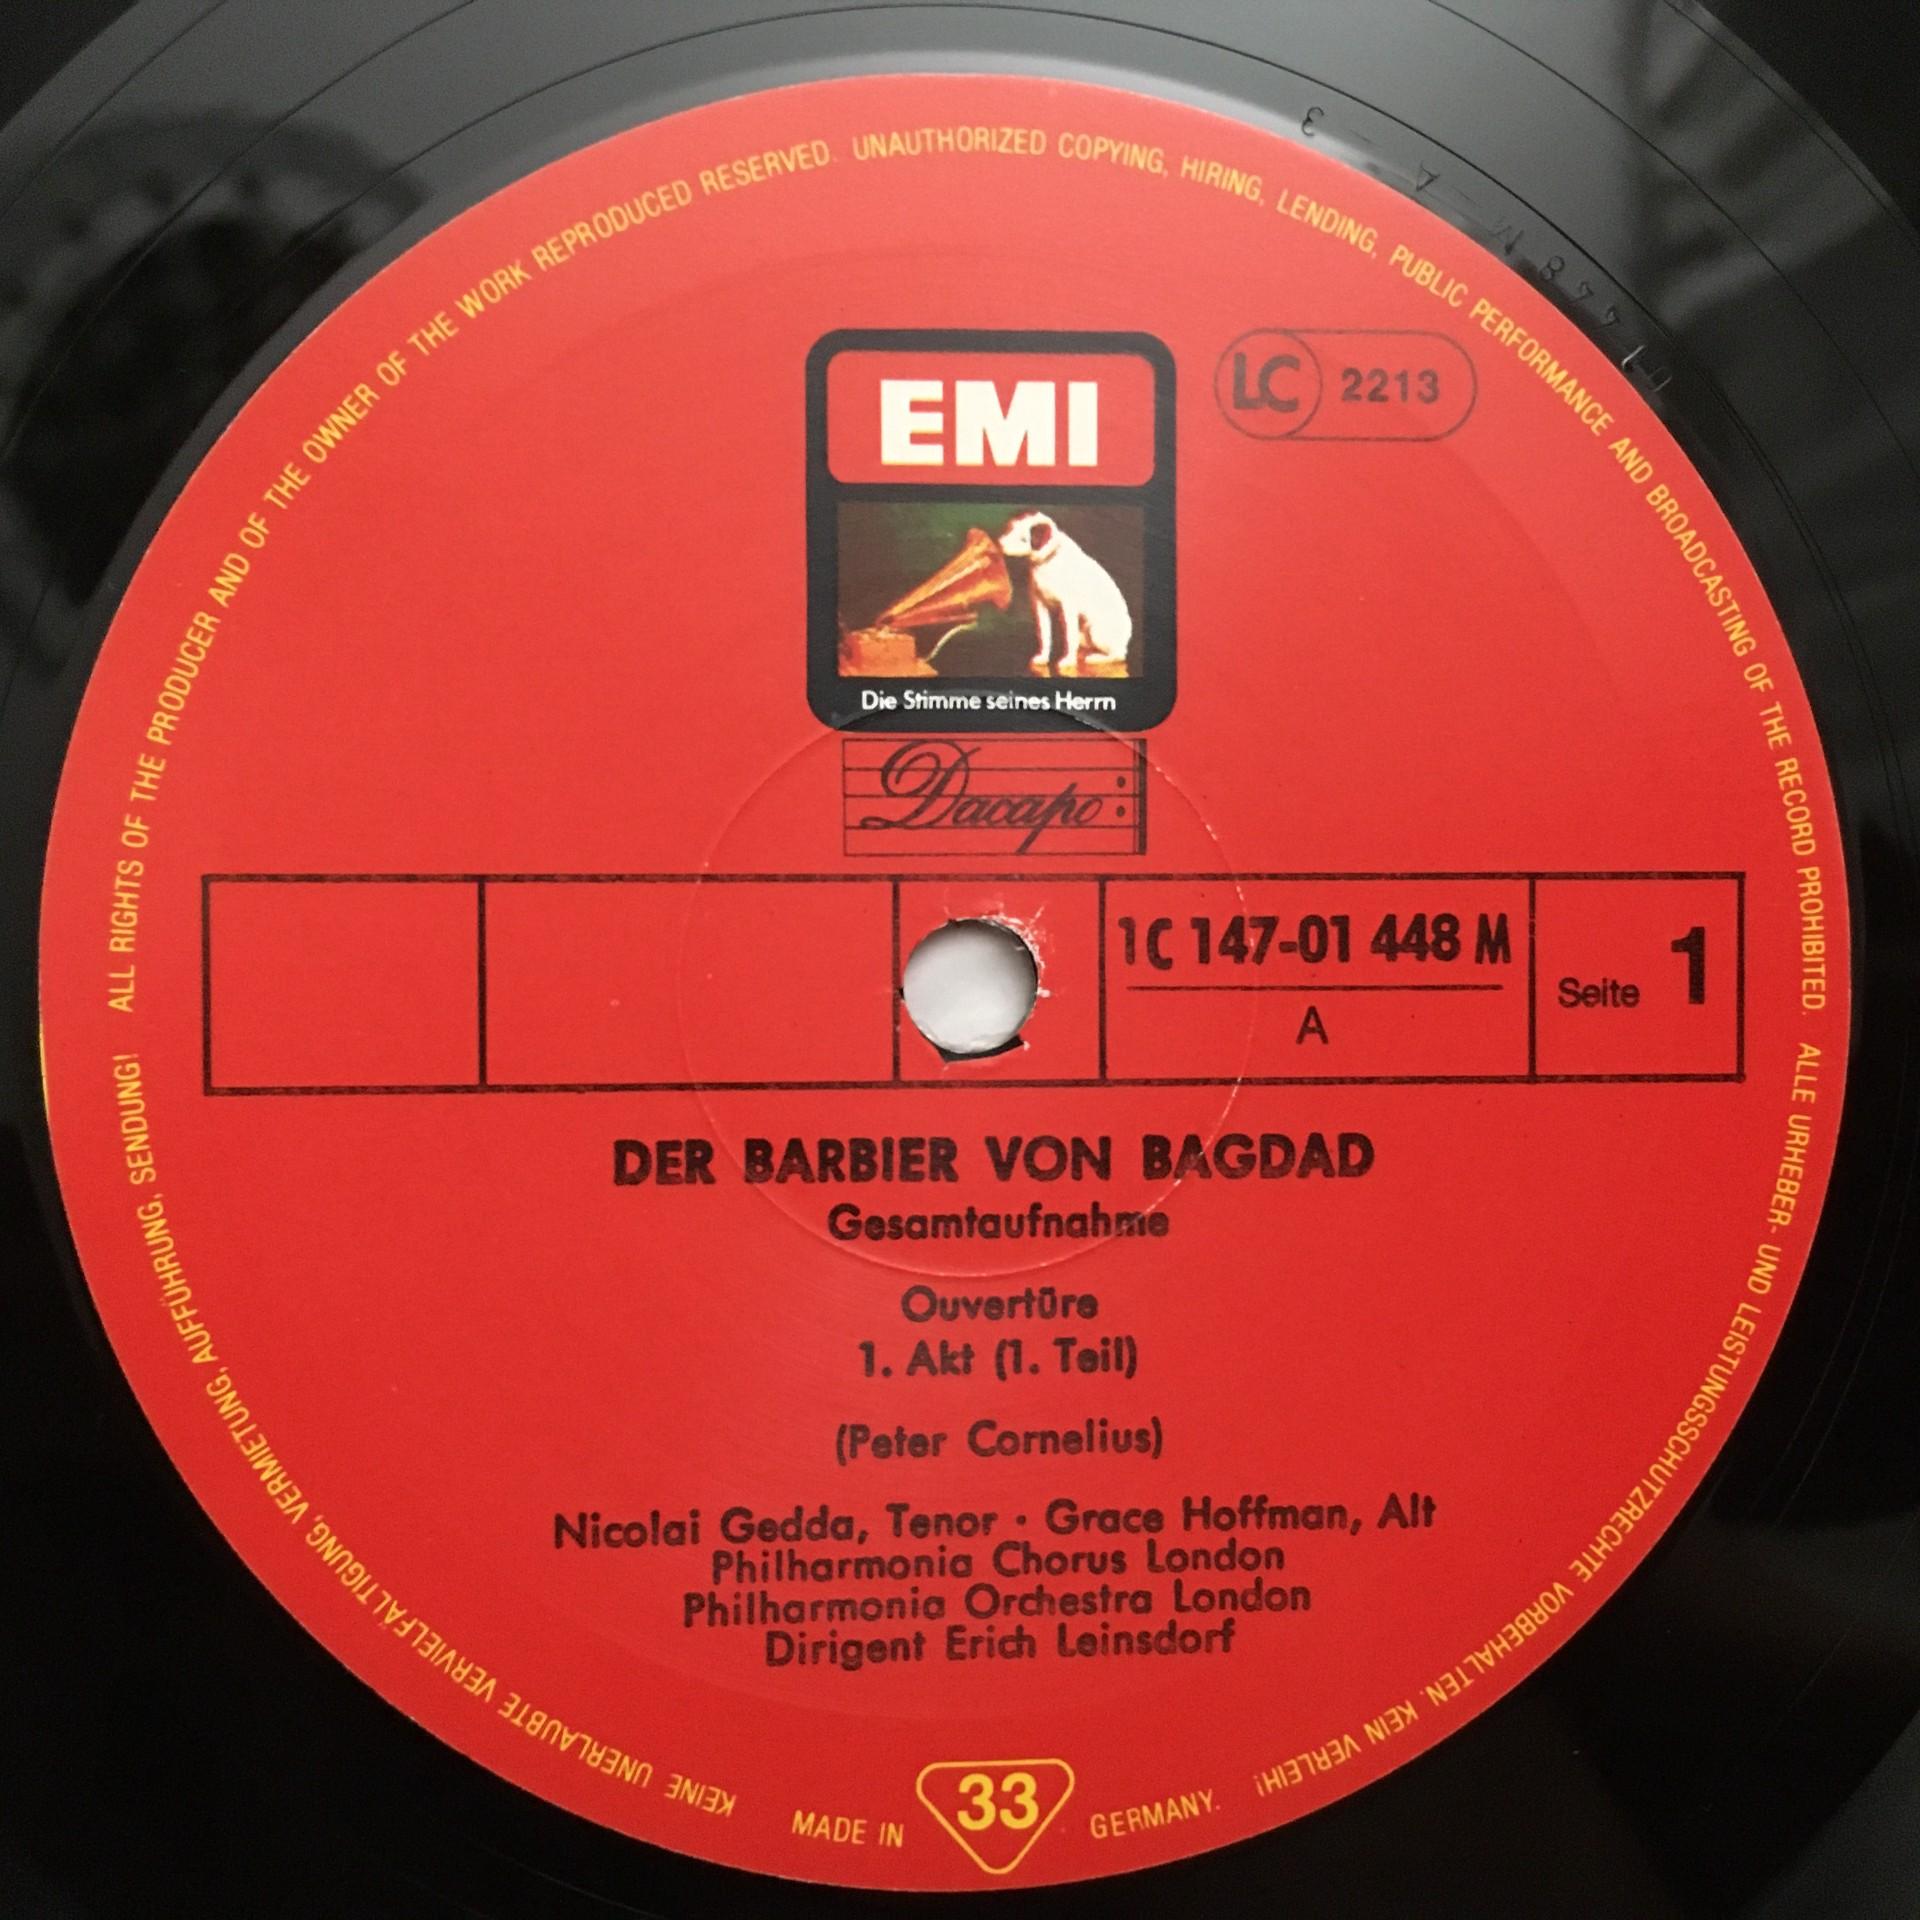 ALL RIGHTS OF THE PRODUCER AND OF THE OWNER OF THE WORK REPRODUCED RESERVED. UNAUTHORIZED COPYING, HIRING, LENDING, PUBLIC PERFORMANCE AND BROADCASTING OF THE RECORD PROHIBITED.
ALLE URHEBER- UND LEISTUNGSSCHUTZRECHTE VORBEHALTEN. KEIN VERLEIH!
KEINE UNERLAUBTE VERVIELFÄLTIGUNG, VERMIETUNG, AUFFÜHRUNG, SENDUNG!
01448 M A 3
EMI
LC 2213
Die Stimme seines Herrn
Dacapo
1C 147-01 448 M
A
Seite 1
DER BARBIER VON BAGDAD
Gesamtaufnahme
Ouvertüre
1. Akt (1. Teil)
(Peter Cornelius)
Nicolai Gedda, Tenor · Grace Hoffman, Alt
Philharmonia Chorus London
Philharmonia Orchestra London
Dirigent Erich Leinsdorf
MADE IN 33 GERMANY.